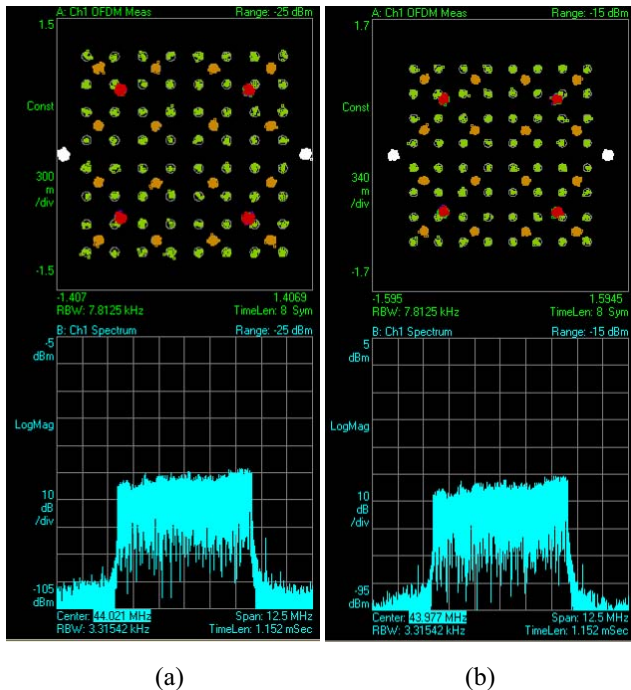 A: Ch1 OFDM Meas Range: -25 dBm
1.5
Const
300
m
/div
-1.5
-1.407 1.4069
RBW: 7.8125 kHz TimeLen: 8 Sym
B: Ch1 Spectrum Range: -25 dBm
-5
dBm
LogMag
10
dB
/div
-105
dBm
Center: 44.021 MHz Span: 12.5 MHz
RBW: 3.31542 kHz TimeLen: 1.152 mSec
(a)
A: Ch1 OFDM Meas Range: -15 dBm
1.7
Const
340
m
/div
-1.7
-1.595 1.5945
RBW: 7.8125 kHz TimeLen: 8 Sym
B: Ch1 Spectrum Range: -15 dBm
5
dBm
LogMag
10
dB
/div
-95
dBm
Center: 43.977 MHz Span: 12.5 MHz
RBW: 3.31542 kHz TimeLen: 1.152 mSec
(b)